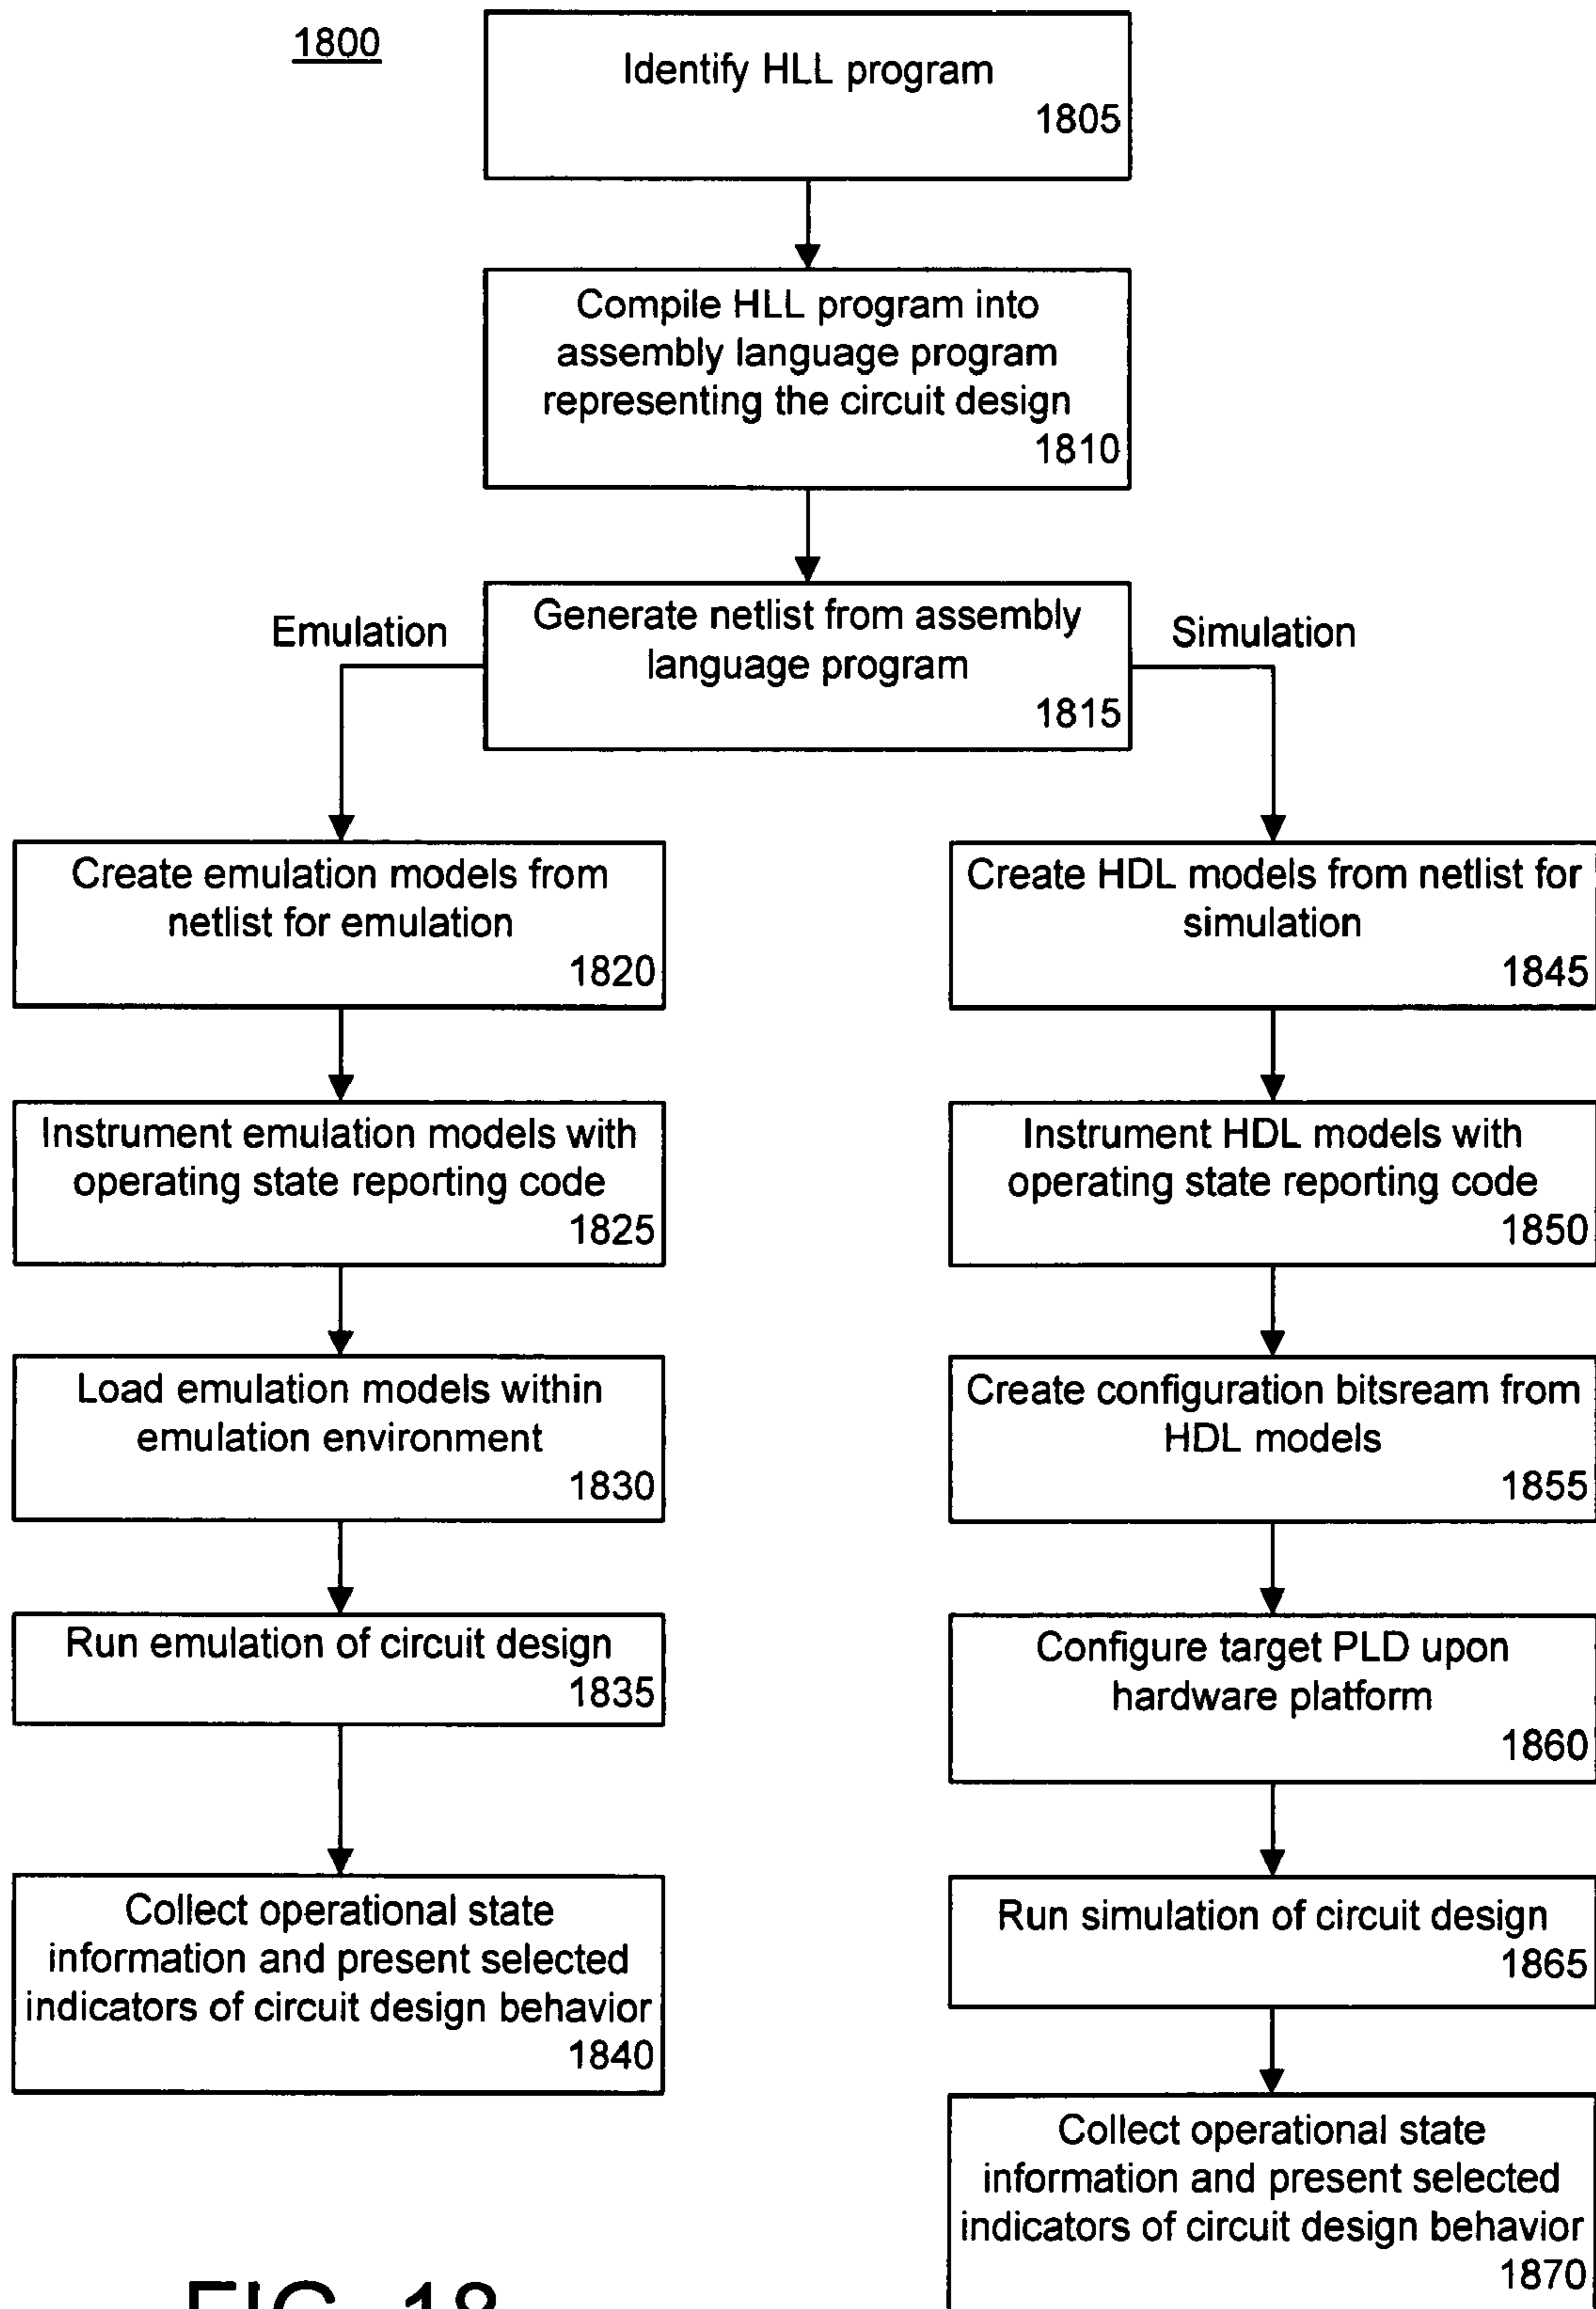 1800
Identify HLL program
1805
Compile HLL program into
assembly language program
representing the circuit design
1810
Generate netlist from assembly
language program
1815
Emulation
Simulation
Create emulation models from
netlist for emulation
1820
Instrument emulation models with
operating state reporting code
1825
Load emulation models within
emulation environment
1830
Run emulation of circuit design
1835
Collect operational state
information and present selected
indicators of circuit design behavior
1840
Create HDL models from netlist for
simulation
1845
Instrument HDL models with
operating state reporting code
1850
Create configuration bitsream from
HDL models
1855
Configure target PLD upon
hardware platform
1860
Run simulation of circuit design
1865
Collect operational state
information and present selected
indicators of circuit design behavior
1870
FIG. 18